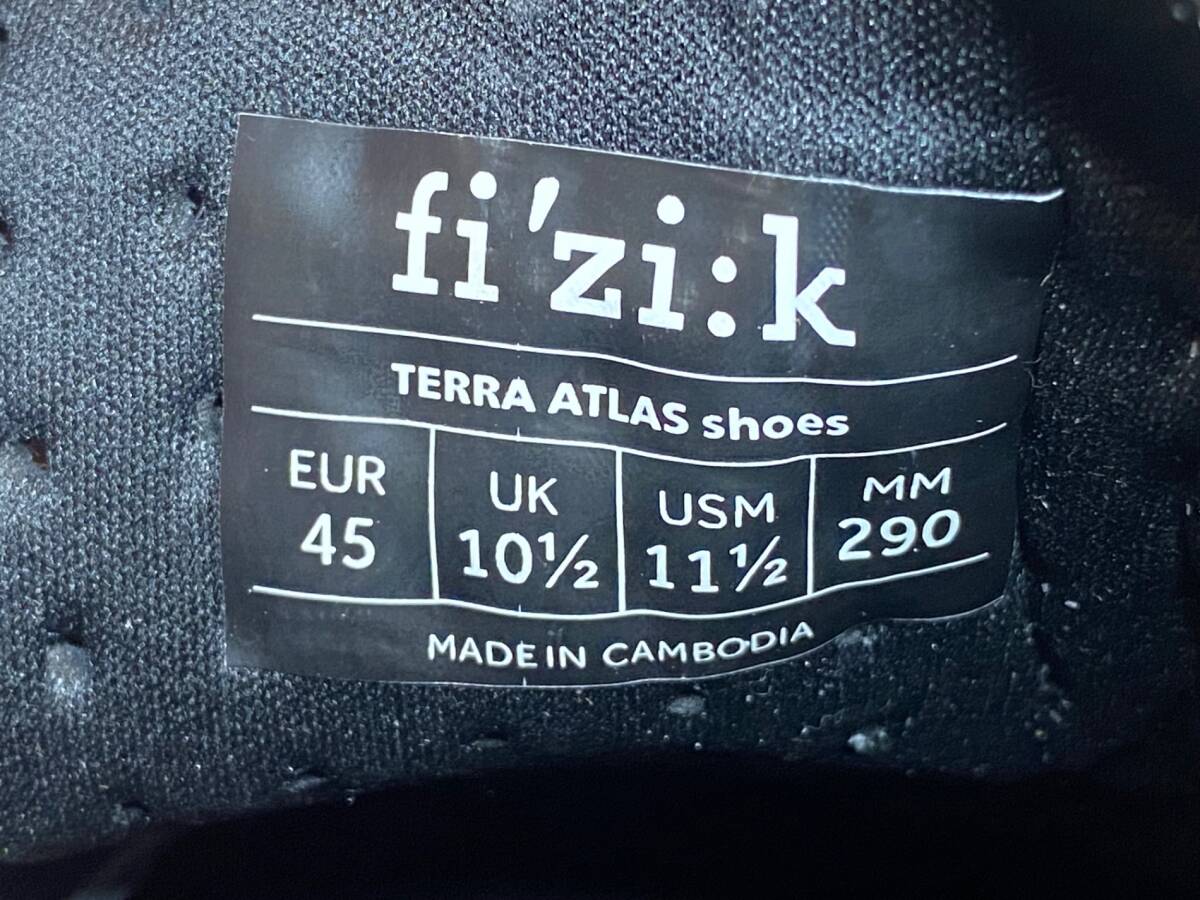 fi'zi:k
TERRA ATLAS shoes
EUR UK USM MM
45 10½ 11½ 290
MADE IN CAMBODIA